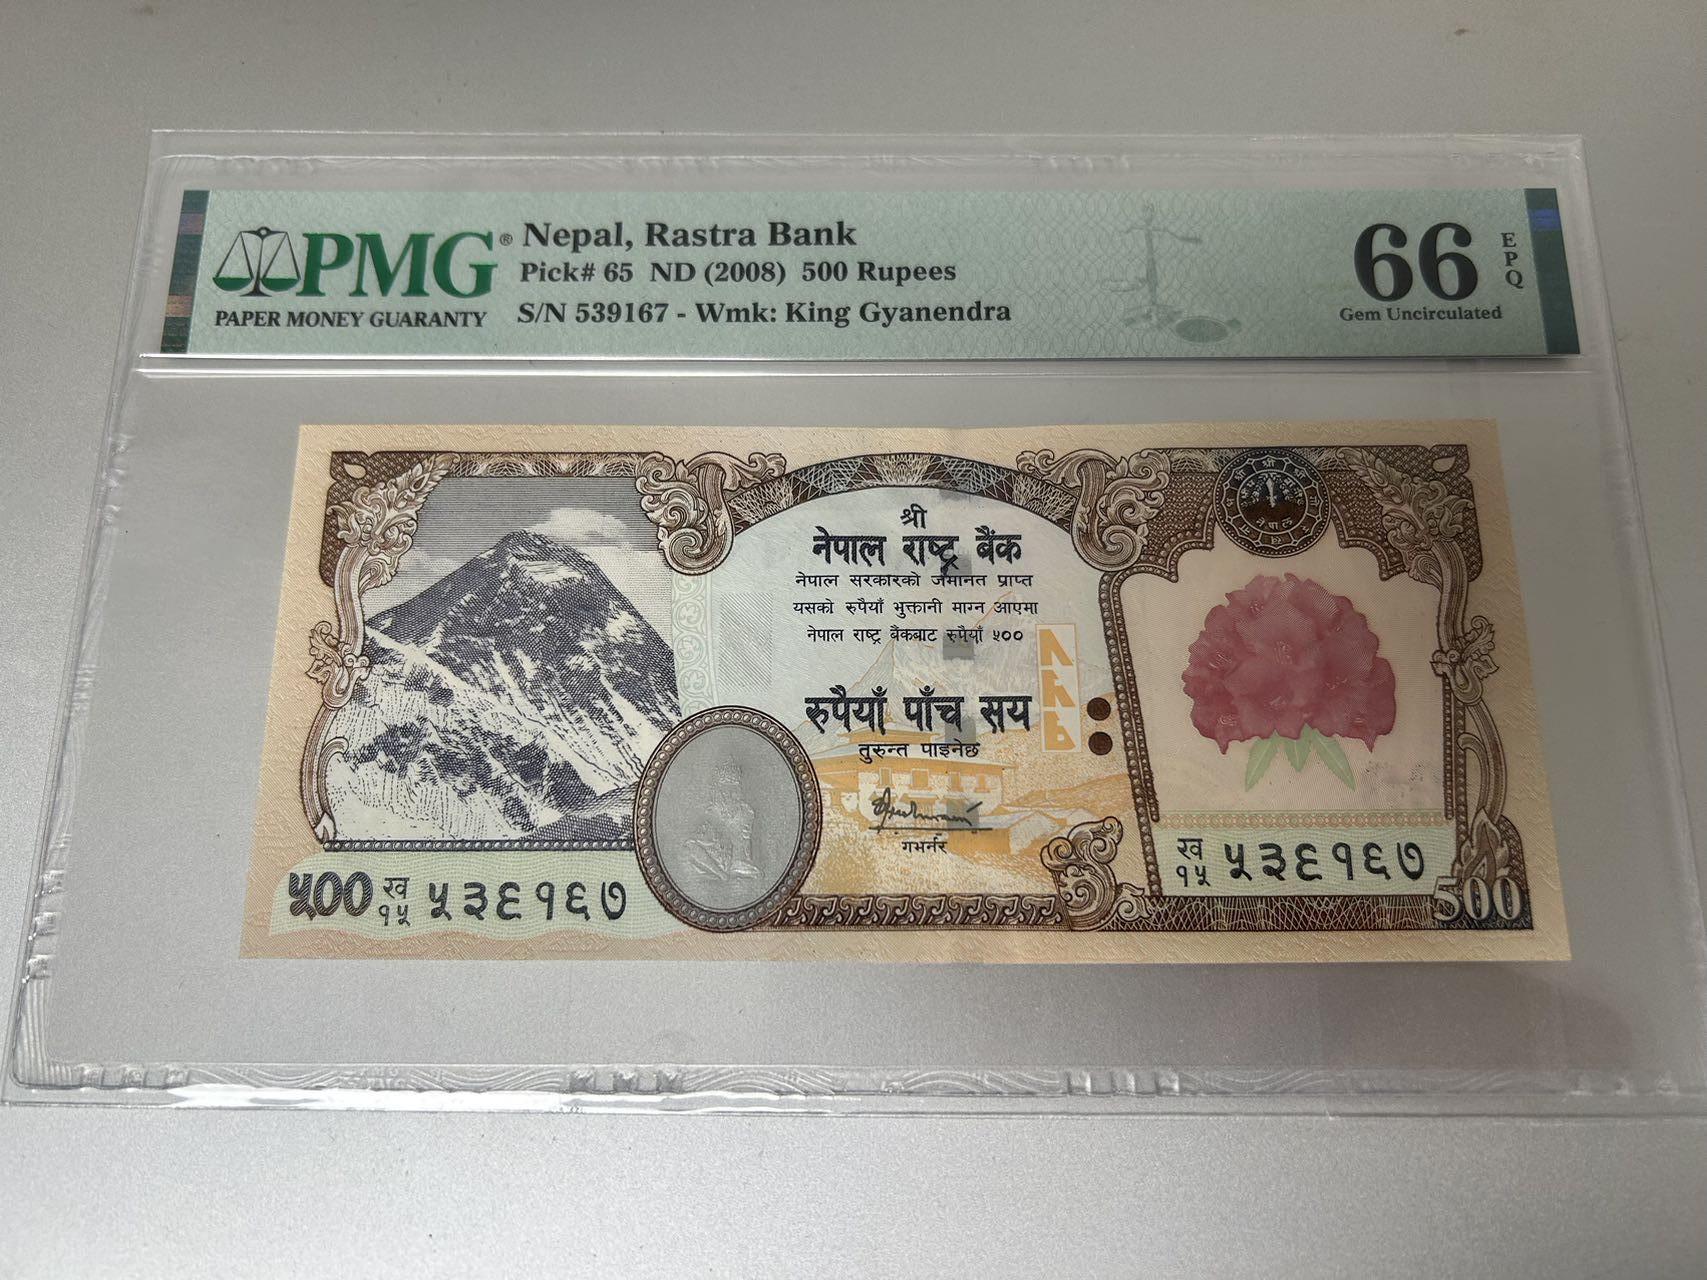 PMG®
PAPER MONEY GUARANTY
Nepal, Rastra Bank
Pick# 65 ND (2008) 500 Rupees
S/N 539167 - Wmk: King Gyanendra
66
EPQ
Gem Uncirculated
श्री
नेपाल राष्ट्र बैंक
नेपाल सरकारको जमानत प्राप्त
यसको रुपैयाँ भुक्तानी माग्न आएमा
नेपाल राष्ट्र बैंकबाट रुपैयाँ ५००
रुपैयाँ पाँच सय
तुरुन्त पाइनेछ
गभर्नर
५00 ख १५ ५३९१६७
ख १५ ५३९१६७
500